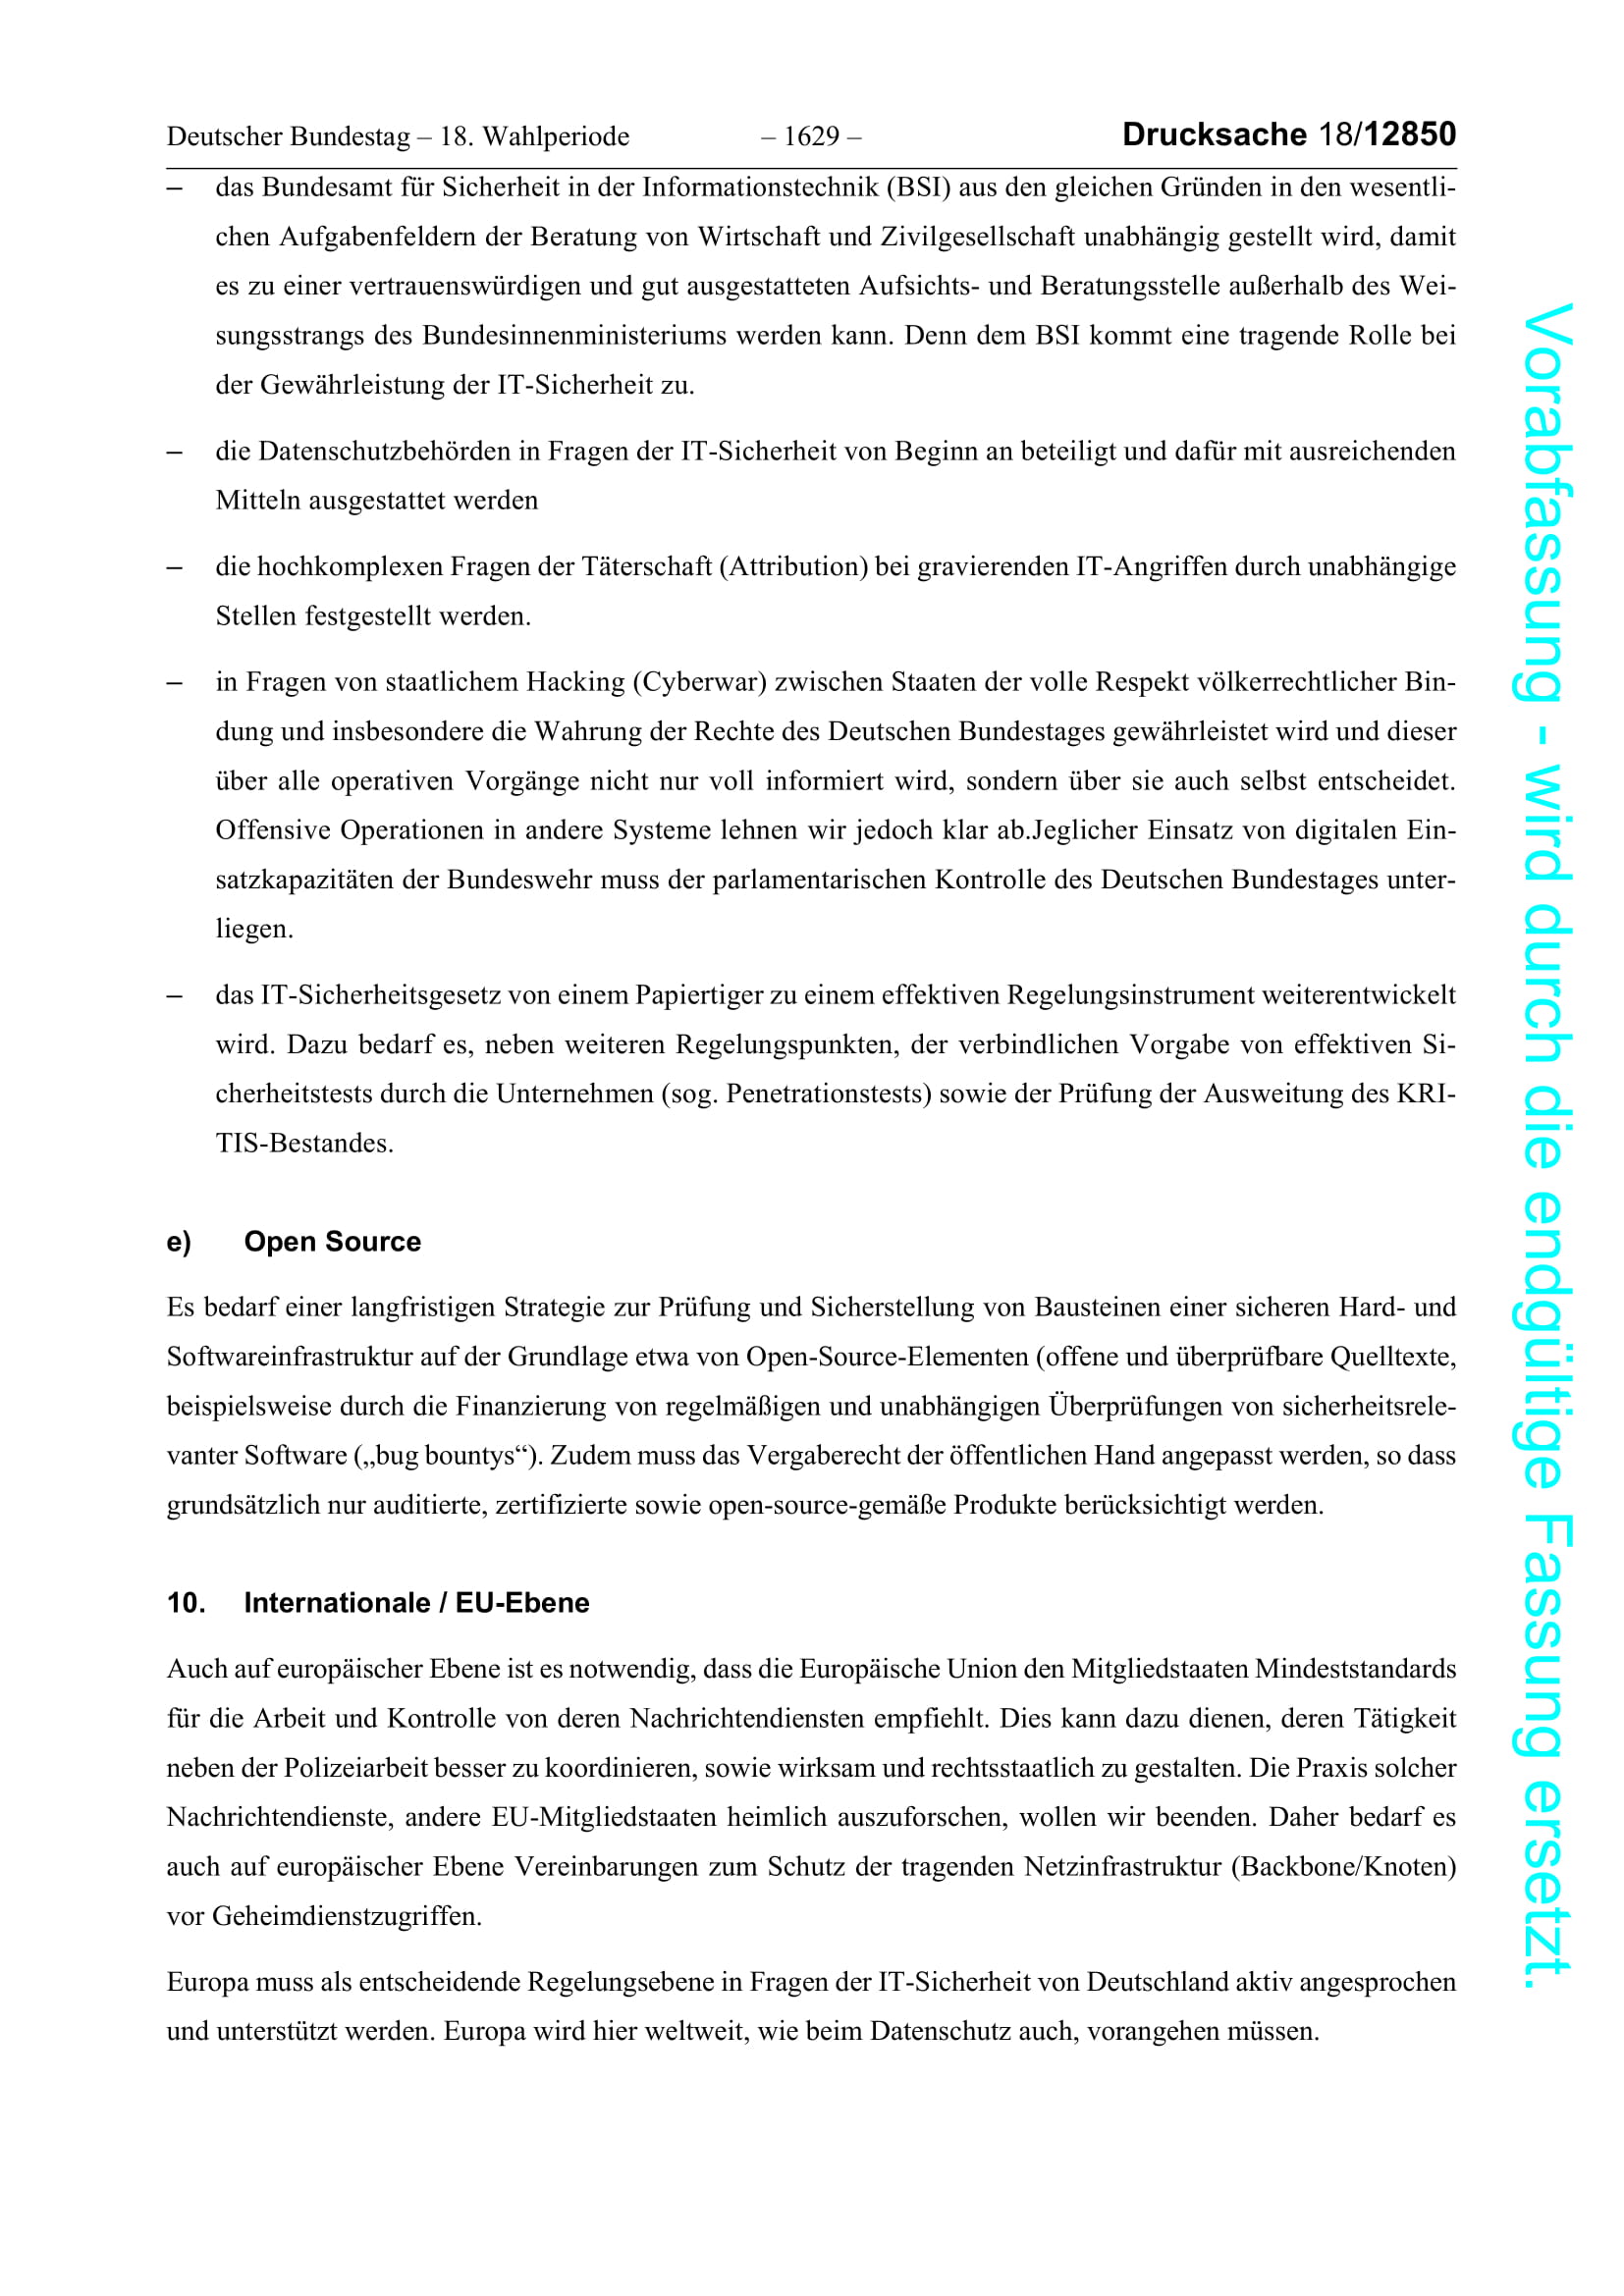 Deutscher Bundestag – 18. Wahlperiode – 1629 – Drucksache 18/12850
– das Bundesamt für Sicherheit in der Informationstechnik (BSI) aus den gleichen Gründen in den wesentli-
chen Aufgabenfeldern der Beratung von Wirtschaft und Zivilgesellschaft unabhängig gestellt wird, damit
es zu einer vertrauenswürdigen und gut ausgestatteten Aufsichts- und Beratungsstelle außerhalb des Wei-
sungsstrangs des Bundesinnenministeriums werden kann. Denn dem BSI kommt eine tragende Rolle bei
der Gewährleistung der IT-Sicherheit zu.
– die Datenschutzbehörden in Fragen der IT-Sicherheit von Beginn an beteiligt und dafür mit ausreichenden
Mitteln ausgestattet werden
– die hochkomplexen Fragen der Täterschaft (Attribution) bei gravierenden IT-Angriffen durch unabhängige
Stellen festgestellt werden.
– in Fragen von staatlichem Hacking (Cyberwar) zwischen Staaten der volle Respekt völkerrechtlicher Bin-
dung und insbesondere die Wahrung der Rechte des Deutschen Bundestages gewährleistet wird und dieser
über alle operativen Vorgänge nicht nur voll informiert wird, sondern über sie auch selbst entscheidet.
Offensive Operationen in andere Systeme lehnen wir jedoch klar ab.Jeglicher Einsatz von digitalen Ein-
satzkapazitäten der Bundeswehr muss der parlamentarischen Kontrolle des Deutschen Bundestages unter-
liegen.
– das IT-Sicherheitsgesetz von einem Papiertiger zu einem effektiven Regelungsinstrument weiterentwickelt
wird. Dazu bedarf es, neben weiteren Regelungspunkten, der verbindlichen Vorgabe von effektiven Si-
cherheitstests durch die Unternehmen (sog. Penetrationstests) sowie der Prüfung der Ausweitung des KRI-
TIS-Bestandes.
e) Open Source
Es bedarf einer langfristigen Strategie zur Prüfung und Sicherstellung von Bausteinen einer sicheren Hard- und
Softwareinfrastruktur auf der Grundlage etwa von Open-Source-Elementen (offene und überprüfbare Quelltexte,
beispielsweise durch die Finanzierung von regelmäßigen und unabhängigen Überprüfungen von sicherheitsrele-
vanter Software („bug bountys“). Zudem muss das Vergaberecht der öffentlichen Hand angepasst werden, so dass
grundsätzlich nur auditierte, zertifizierte sowie open-source-gemäße Produkte berücksichtigt werden.
10. Internationale / EU-Ebene
Auch auf europäischer Ebene ist es notwendig, dass die Europäische Union den Mitgliedstaaten Mindeststandards
für die Arbeit und Kontrolle von deren Nachrichtendiensten empfiehlt. Dies kann dazu dienen, deren Tätigkeit
neben der Polizeiarbeit besser zu koordinieren, sowie wirksam und rechtsstaatlich zu gestalten. Die Praxis solcher
Nachrichtendienste, andere EU-Mitgliedstaaten heimlich auszuforschen, wollen wir beenden. Daher bedarf es
auch auf europäischer Ebene Vereinbarungen zum Schutz der tragenden Netzinfrastruktur (Backbone/Knoten)
vor Geheimdienstzugriffen.
Europa muss als entscheidende Regelungsebene in Fragen der IT-Sicherheit von Deutschland aktiv angesprochen
und unterstützt werden. Europa wird hier weltweit, wie beim Datenschutz auch, vorangehen müssen.
Vorabfassung - wird durch die endgültige Fassung ersetzt.